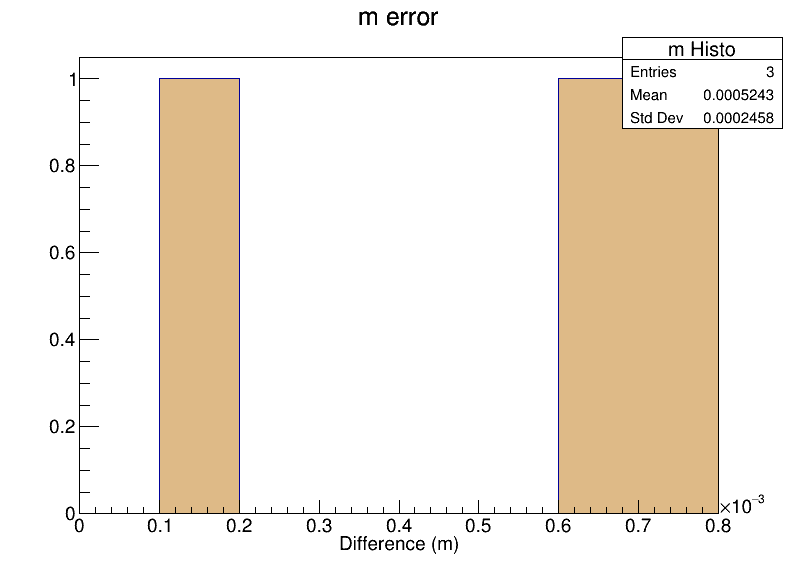 m error
m Histo
Entries 3
Mean 0.0005243
Std Dev 0.0002458
1
0.8
0.6
0.4
0.2
0
0 0.1 0.2 0.3 0.4 0.5 0.6 0.7 0.8
×10⁻³
Difference (m)